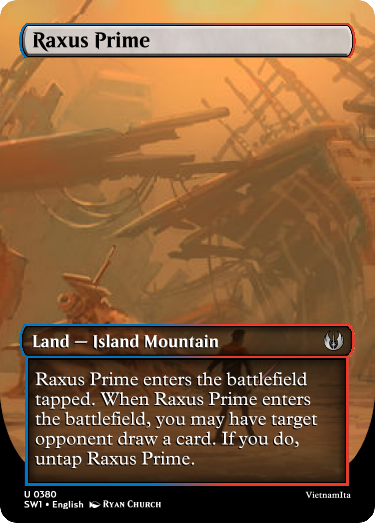 Raxus Prime
Land — Island Mountain
Raxus Prime enters the battlefield
tapped. When Raxus Prime enters
the battlefield, you may have target
opponent draw a card. If you do,
untap Raxus Prime.
U 0380
VietnamIta
SW1 • English Ryan Church